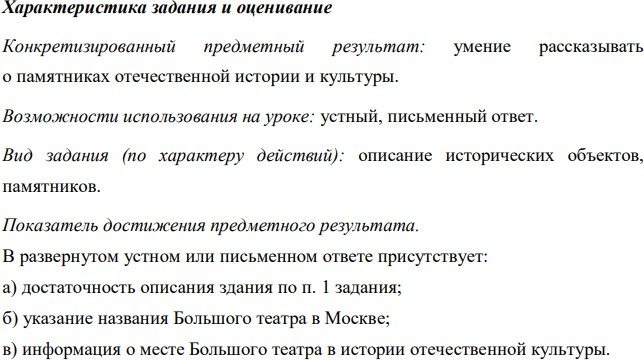 Характеристика задания и оценивание
Конкретизированный предметный результат: умение рассказывать
о памятниках отечественной истории и культуры.
Возможности использования на уроке: устный, письменный ответ.
Вид задания (по характеру действий): описание исторических объектов,
памятников.
Показатель достижения предметного результата.
В развернутом устном или письменном ответе присутствует:
а) достаточность описания здания по п. 1 задания;
б) указание названия Большого театра в Москве;
в) информация о месте Большого театра в истории отечественной культуры.